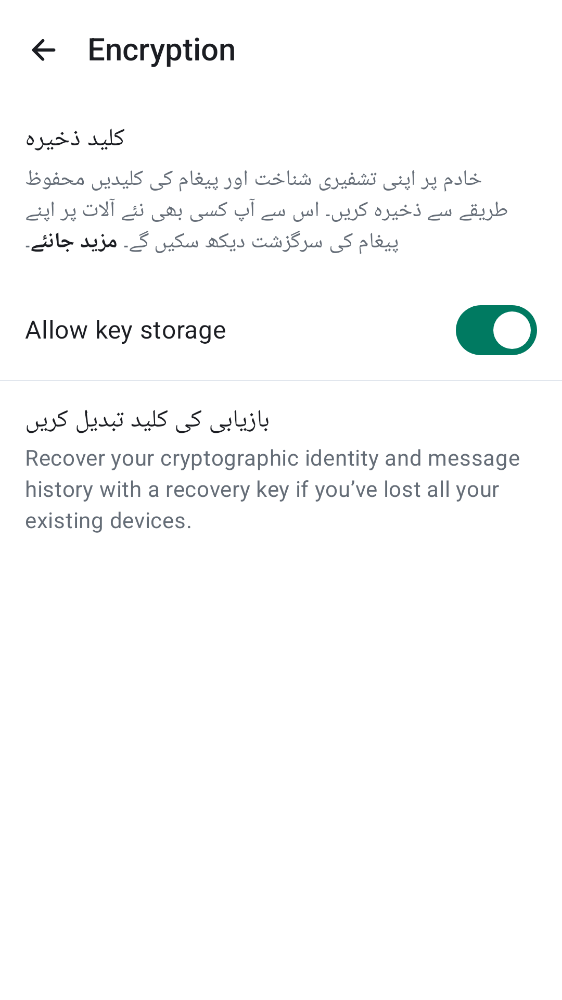 Encryption
کلید ذخیرہ
خادم پر اپنی تشفیری شناخت اور پیغام کی کلیدیں محفوظ
طریقے سے ذخیرہ کریں۔ اس سے آپ کسی بھی نئے آلات پر اپنے
پیغام کی سرگزشت دیکھ سکیں گے۔ مزید جانئے۔
Allow key storage
بازیابی کی کلید تبدیل کریں
Recover your cryptographic identity and message
history with a recovery key if you’ve lost all your
existing devices.